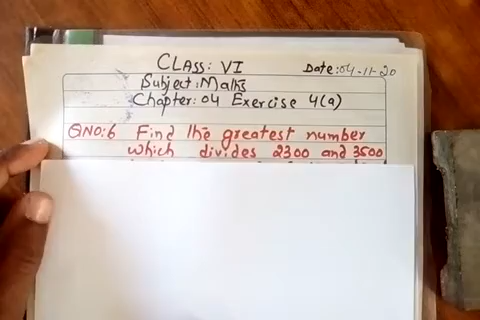 CLASS: VI
Date: 04-11-20
Subject: Maths
Chapter: 04 Exercise 4(a)
QNO:6 Find the greatest number
which divides 2300 and 3500